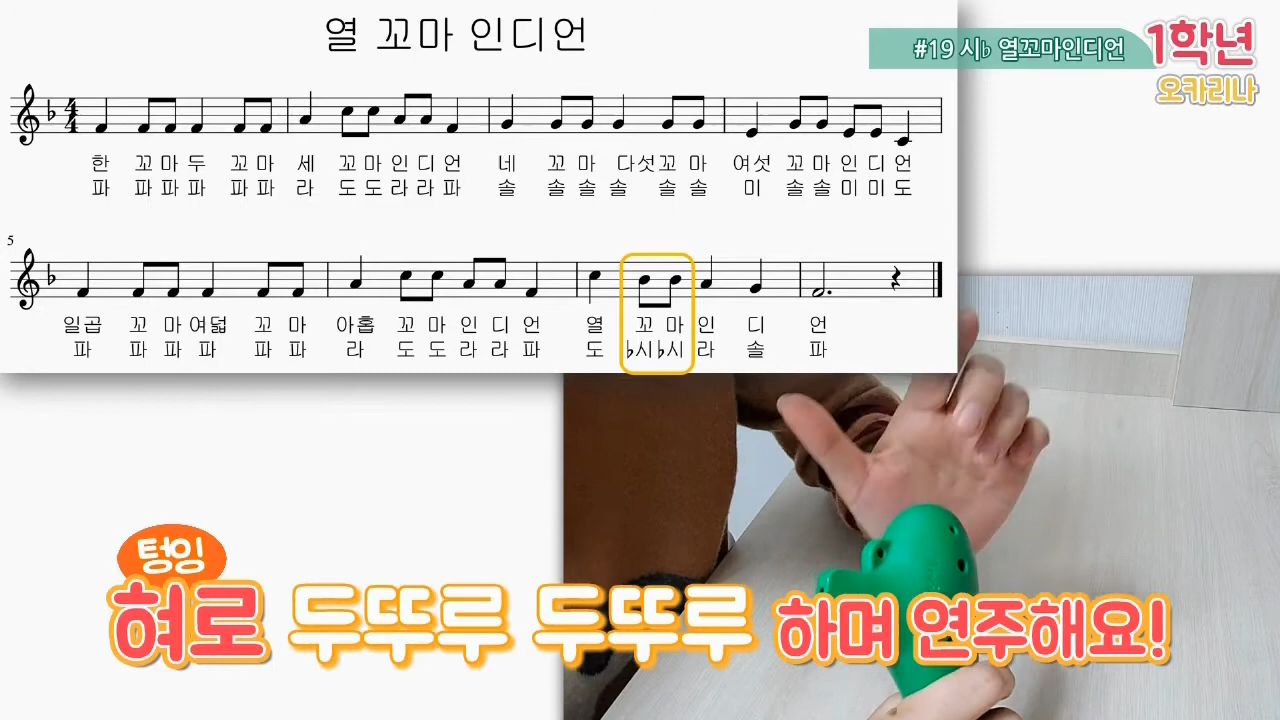 열 꼬마 인디언
#19 시♭ 열꼬마인디언
1학년
오카리나
한 꼬 마 두 꼬 마 세 꼬 마 인 디 언 네 꼬 마 다섯 꼬 마 여섯 꼬 마 인 디 언
파 파 파 파 파 파 라 도 도 라 라 파 솔 솔 솔 솔 솔 솔 미 솔 솔 미 미 도
5
일곱 꼬 마 여덟 꼬 마 아홉 꼬 마 인 디 언 열 꼬 마 인 디 언
파 파 파 파 파 파 라 도 도 라 라 파 도 ♭시 ♭시 라 솔 파
텅잉
혀로 두뚜루 두뚜루 하며 연주해요!